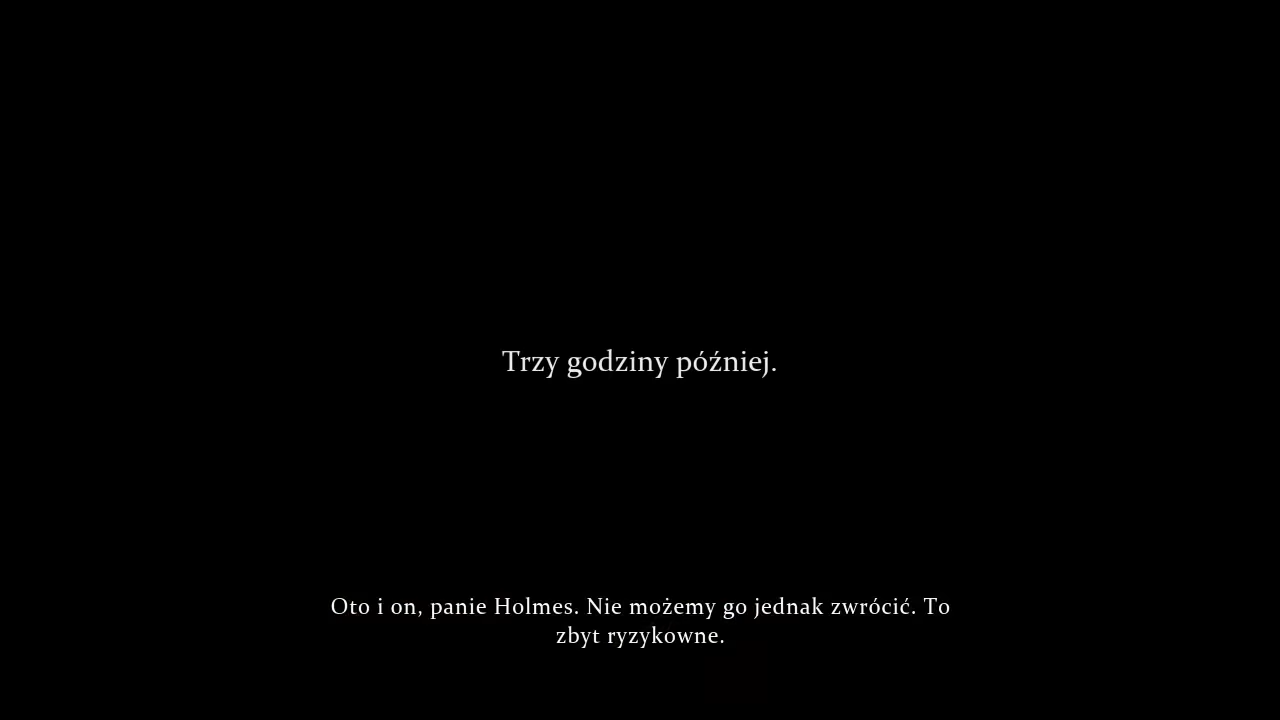 Trzy godziny później.
Oto i on, panie Holmes. Nie możemy go jednak zwrócić. To
zbyt ryzykowne.